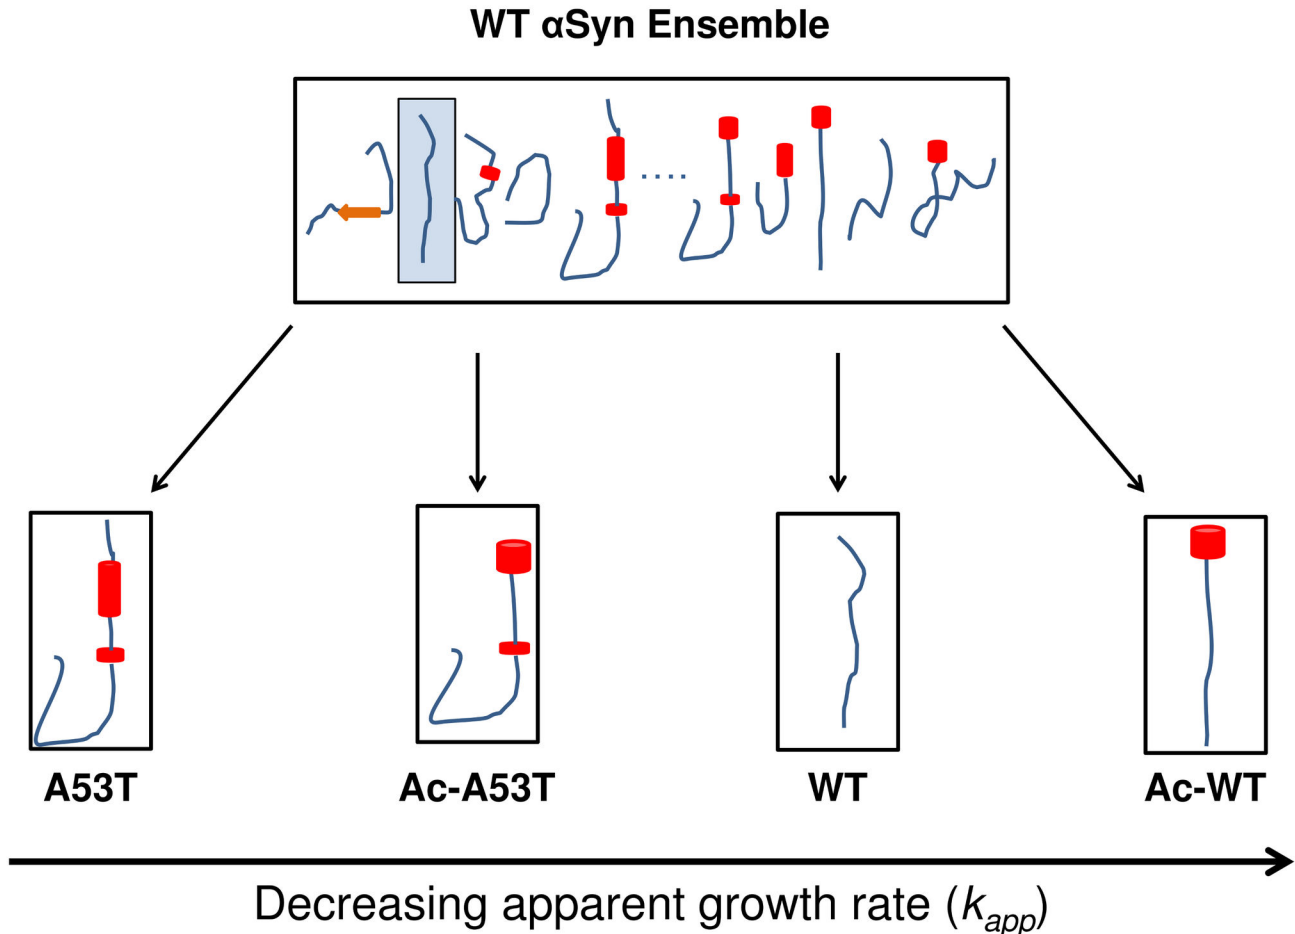 WT αSyn Ensemble
A53T
Ac-A53T
WT
Ac-WT
Decreasing apparent growth rate (kapp)